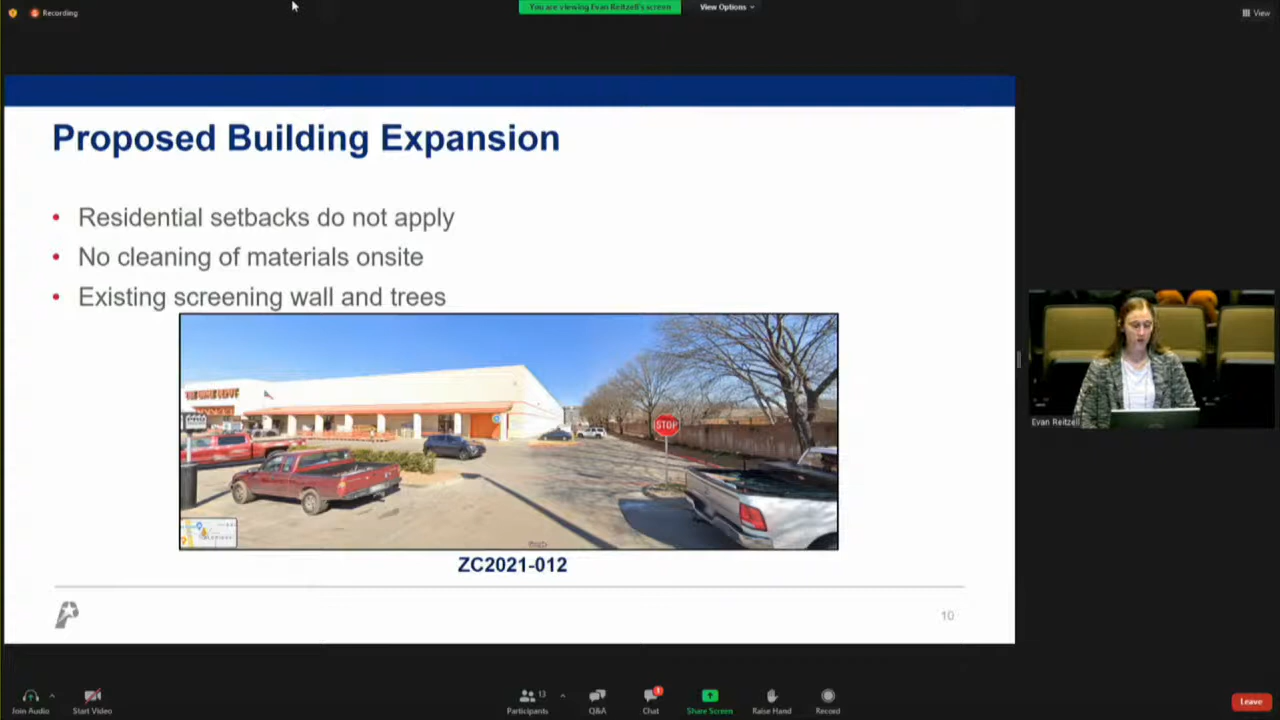 Recording
You are viewing Evan Reitzell's screen
View Options
View
Proposed Building Expansion
• Residential setbacks do not apply
• No cleaning of materials onsite
• Existing screening wall and trees
THE HOME DEPOT
STOP
Google
ZC2021-012
10
Evan Reitzell
Join Audio
Start Video
13
Participants
Q&A
1
Chat
Share Screen
Raise Hand
Record
Leave